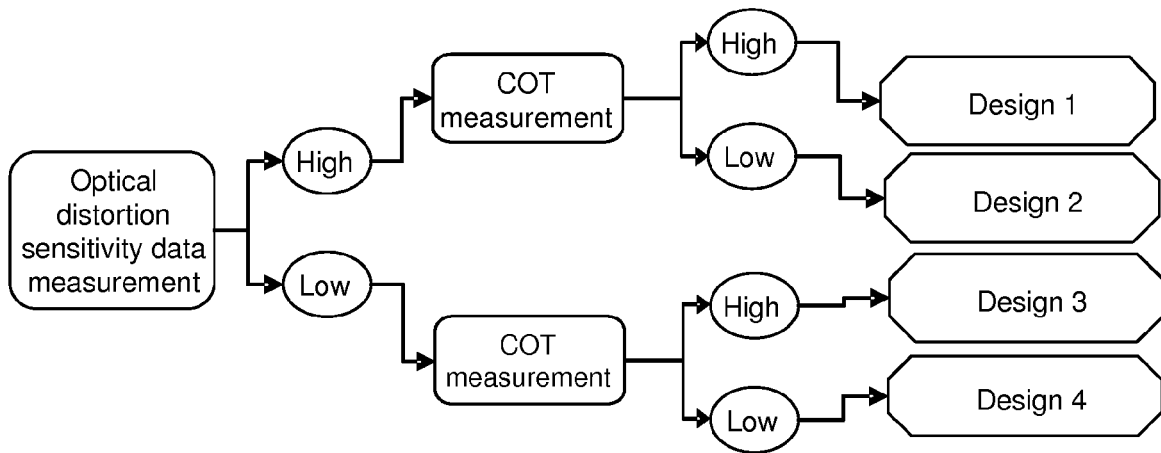 Optical
distortion
sensitivity data
measurement
High
Low
COT
measurement
High
Low
Design 1
Design 2
COT
measurement
High
Low
Design 3
Design 4